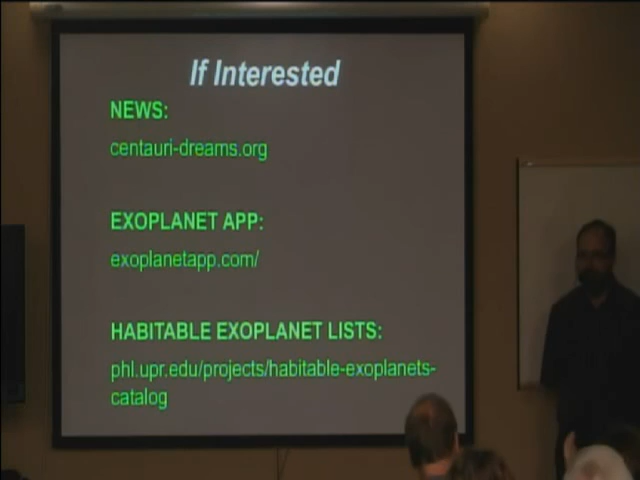 If Interested
NEWS:
centauri-dreams.org
EXOPLANET APP:
exoplanetapp.com/
HABITABLE EXOPLANET LISTS:
phl.upr.edu/projects/habitable-exoplanets-
catalog